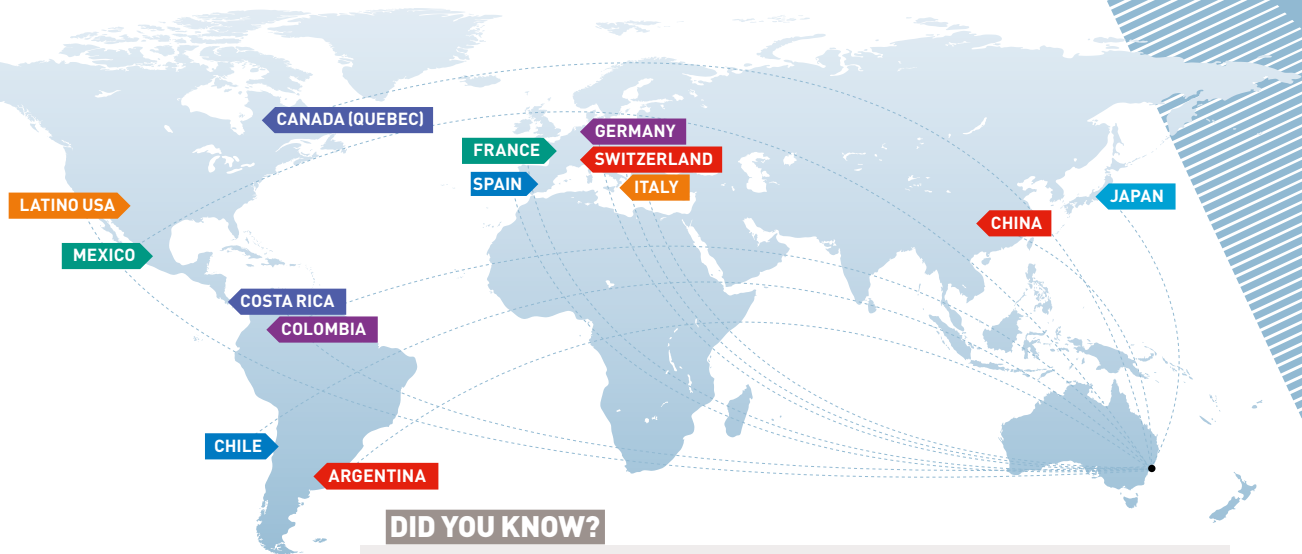 CANADA (QUEBEC)
GERMANY
FRANCE
SWITZERLAND
SPAIN
ITALY
JAPAN
LATINO USA
CHINA
MEXICO
COSTA RICA
COLOMBIA
CHILE
ARGENTINA
DID YOU KNOW?